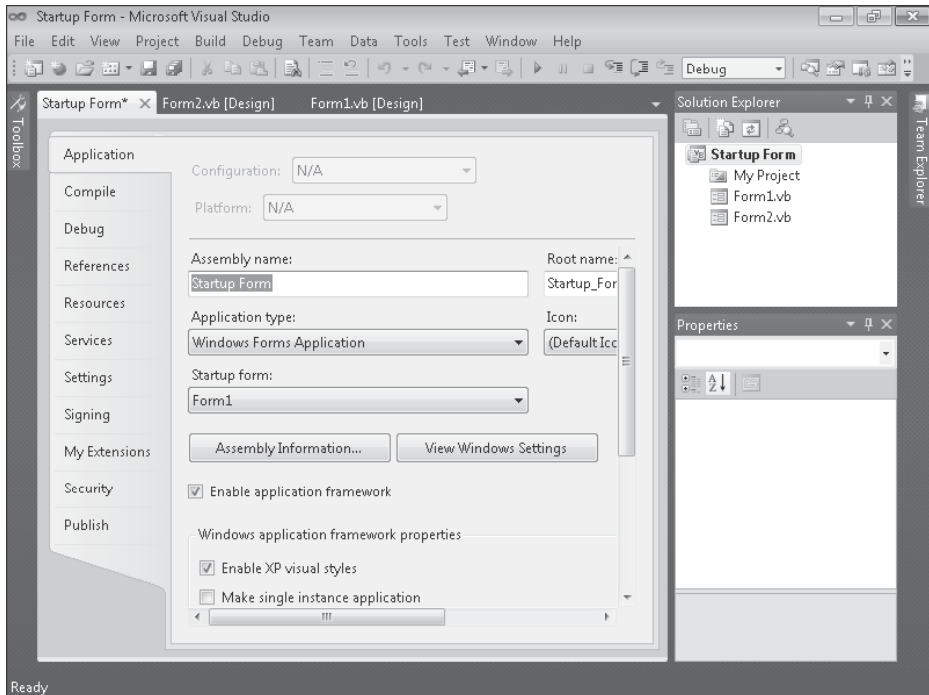 Startup Form - Microsoft Visual Studio
File Edit View Project Build Debug Team Data Tools Test Window Help
Debug
Toolbox
Startup Form* Form2.vb [Design] Form1.vb [Design]
Application
Compile
Debug
References
Resources
Services
Settings
Signing
My Extensions
Security
Publish
Configuration: N/A
Platform: N/A
Assembly name: Root name:
Startup Form Startup_For
Application type: Icon:
Windows Forms Application (Default Icc
Startup form:
Form1
Assembly Information... View Windows Settings
Enable application framework
Windows application framework properties
Enable XP visual styles
Make single instance application
Solution Explorer
Startup Form
My Project
Form1.vb
Form2.vb
Properties
Team Explorer
Ready